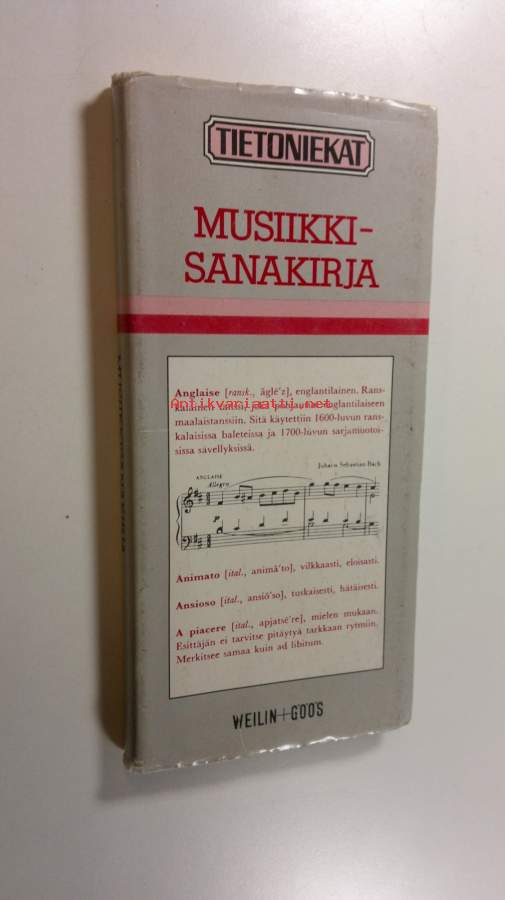 TIETONIEKAT
MUSIIKKI-
SANAKIRJA
Anglaise [ransk., ãglé´z], englantilainen. Rans-
kalainen tanssi, joka pohjautuu englantilaiseen
Antikvariaatti.net
maalaistanssiin. Sitä käytettiin 1600-luvun rans-
kalaisissa baleteissa ja 1700-luvun sarjamuotoi-
sissa sävellyksissä.
Johann Sebastian Bach
ANGLAISE
Allegro
p
Animato [ital., animā´to], vilkkaasti, eloisasti.
Ansioso [ital., ansiō´so], tuskaisesti, hätäisesti.
A piacere [ital., apjatsé´re], mielen mukaan.
Esittäjän ei tarvitse pitäytyä tarkkaan rytmiin.
Merkitsee samaa kuin ad libitum.
WEILIN+GÖÖS